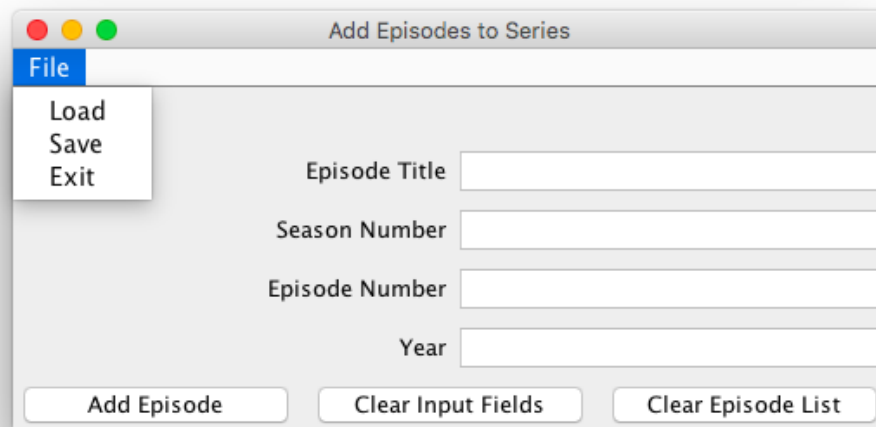 Add Episodes to Series
File
Load
Save
Exit
Episode Title
Season Number
Episode Number
Year
Add Episode Clear Input Fields Clear Episode List